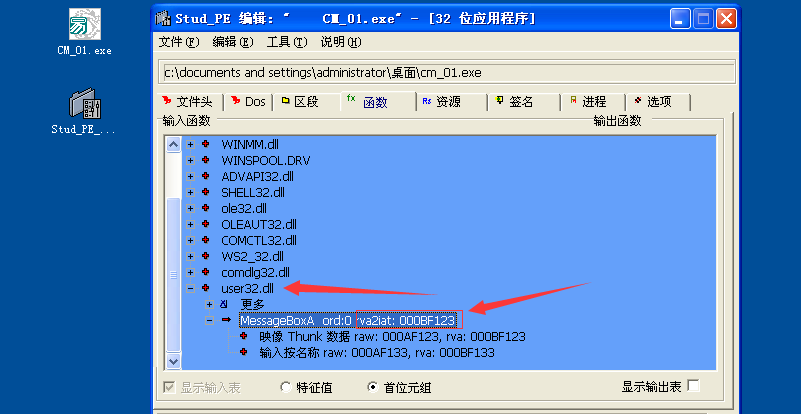 易
CM_01.exe
Stud_PE_...
Stud_PE 编辑: " CM_01.exe" - [32 位应用程序]
文件(F) 编辑(E) 工具(T) 说明(H)
c:\documents and settings\administrator\桌面\cm_01.exe
文件头 Dos 区段 fx 函数 Rs 资源 签名 进程 选项
输入函数 输出函数
WINMM.dll
WINSPOOL.DRV
ADVAPI32.dll
SHELL32.dll
ole32.dll
OLEAUT32.dll
COMCTL32.dll
WS2_32.dll
comdlg32.dll
user32.dll
更多
MessageBoxA ord:0 rva2iat: 000BF123
映像 Thunk 数据 raw: 000AF123, rva: 000BF123
输入按名称 raw: 000AF133, rva: 000BF133
显示输入表 特征值 首位元组 显示输出表